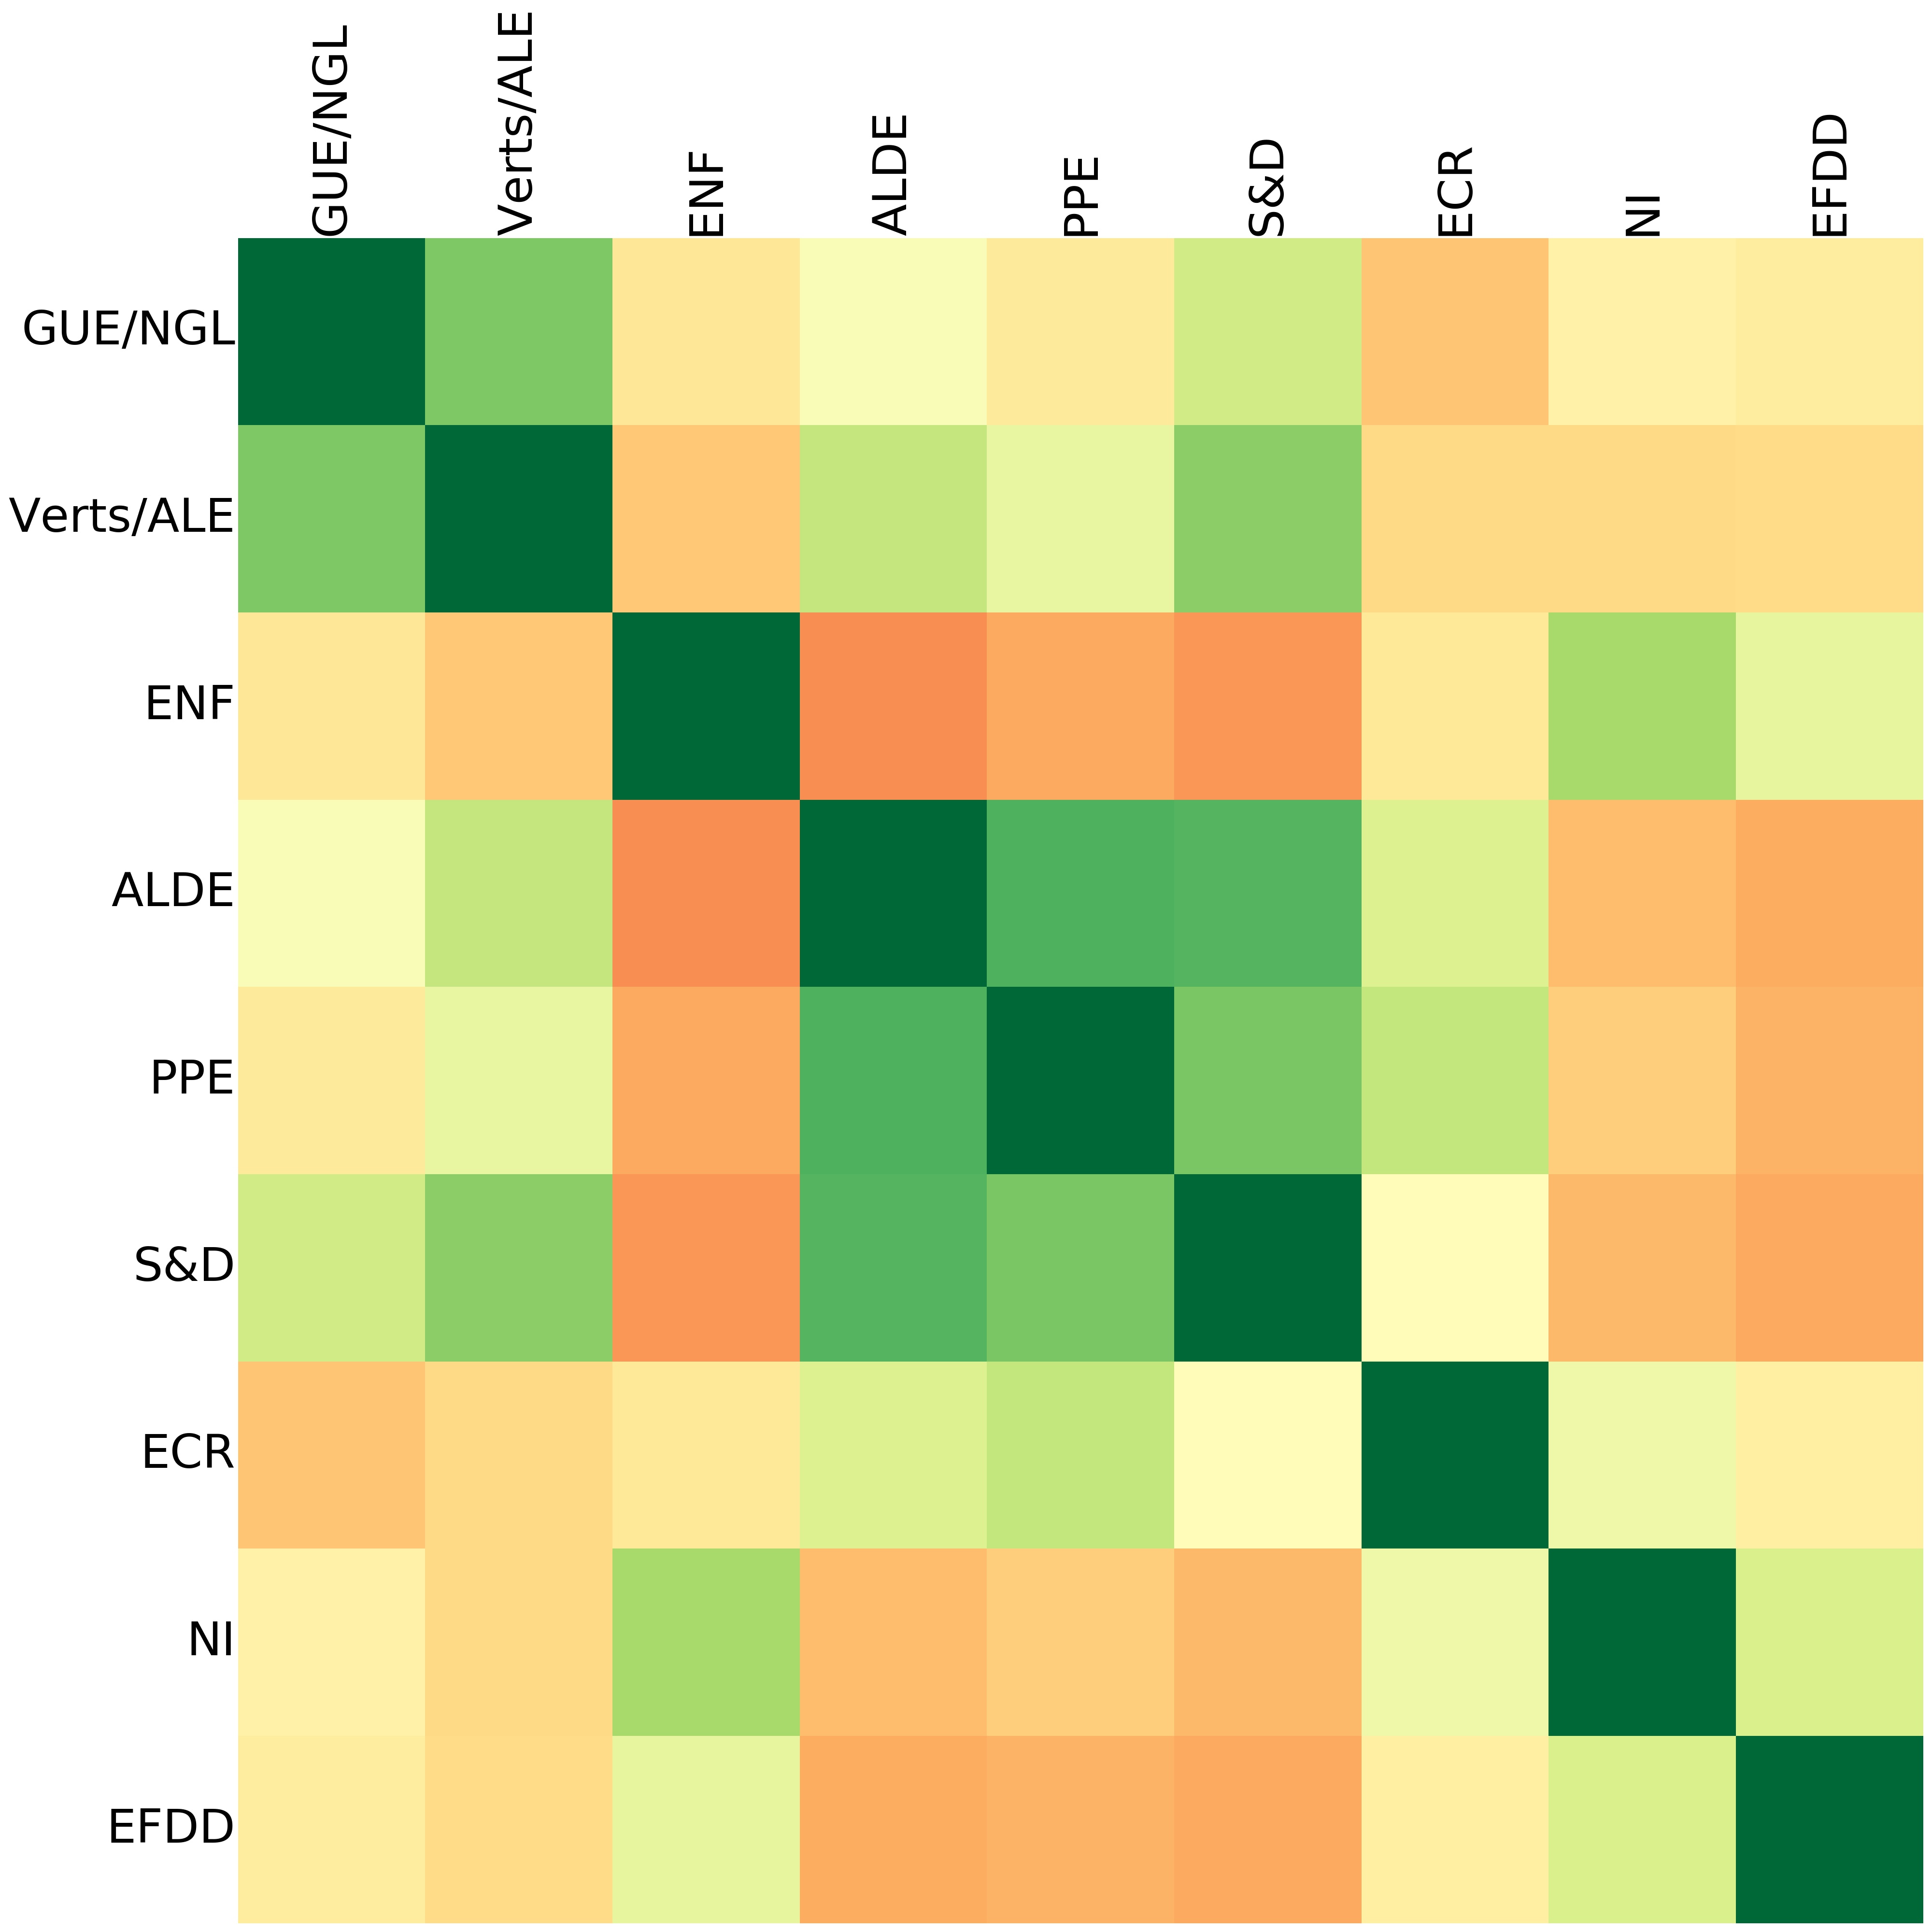 GUE/NGL
Verts/ALE
ENF
ALDE
PPE
S&D
ECR
NI
EFDD
GUE/NGL
Verts/ALE
ENF
ALDE
PPE
S&D
ECR
NI
EFDD